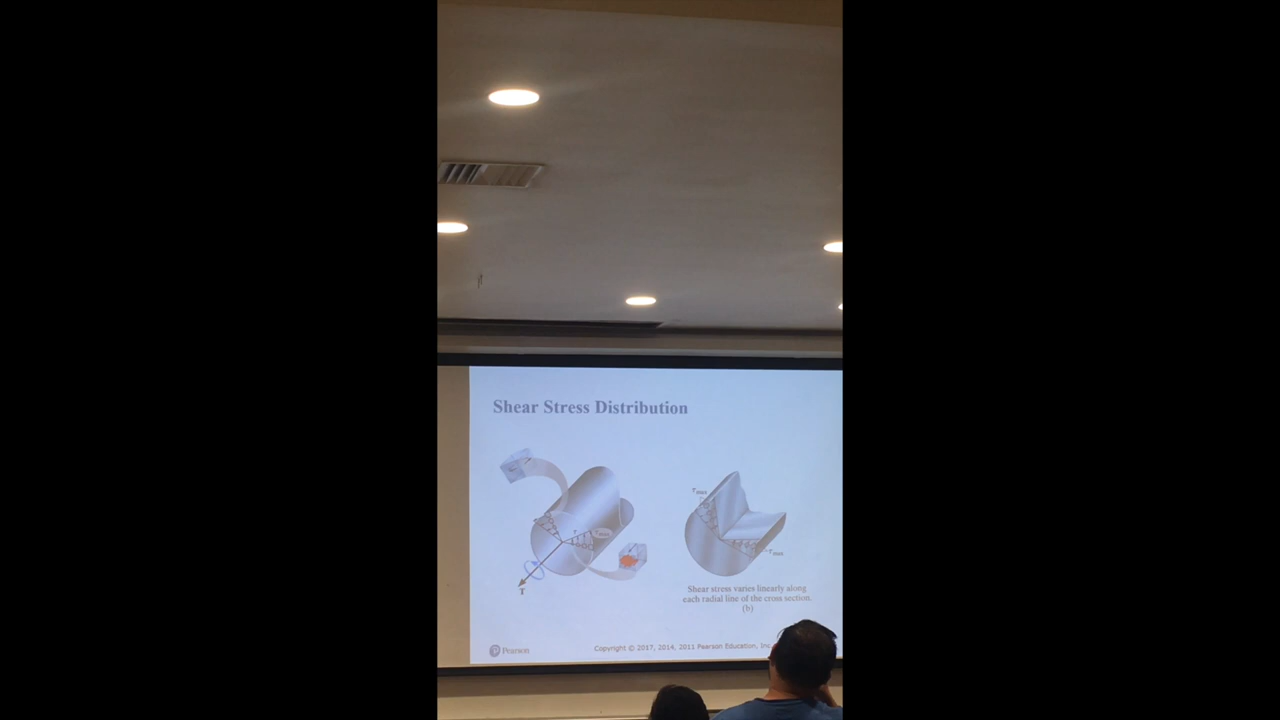 Shear Stress Distribution
τmax
τ
τmax
τmax
T
Shear stress varies linearly along
each radial line of the cross section.
(b)
Pearson
Copyright © 2017, 2014, 2011 Pearson Education, Inc